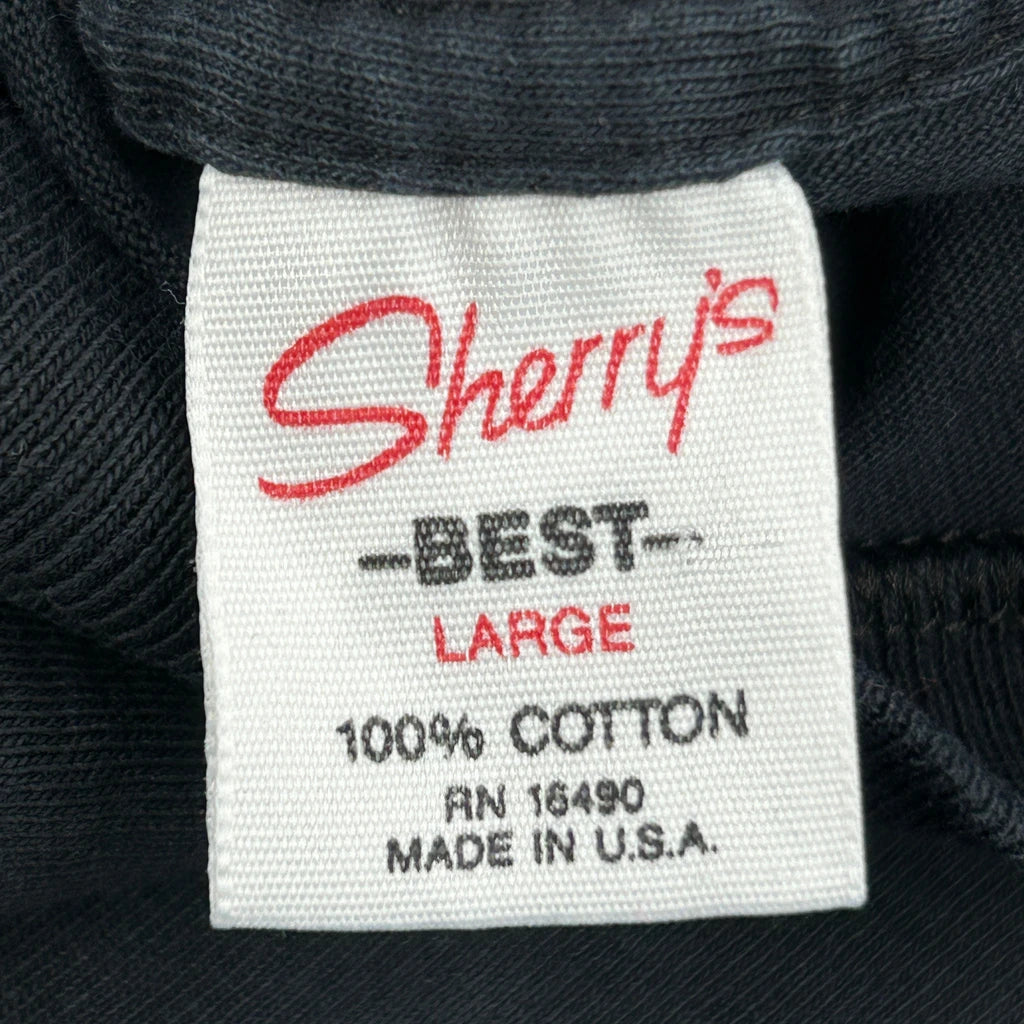 Sherry's
-BEST-
LARGE
100% COTTON
RN 16490
MADE IN U.S.A.